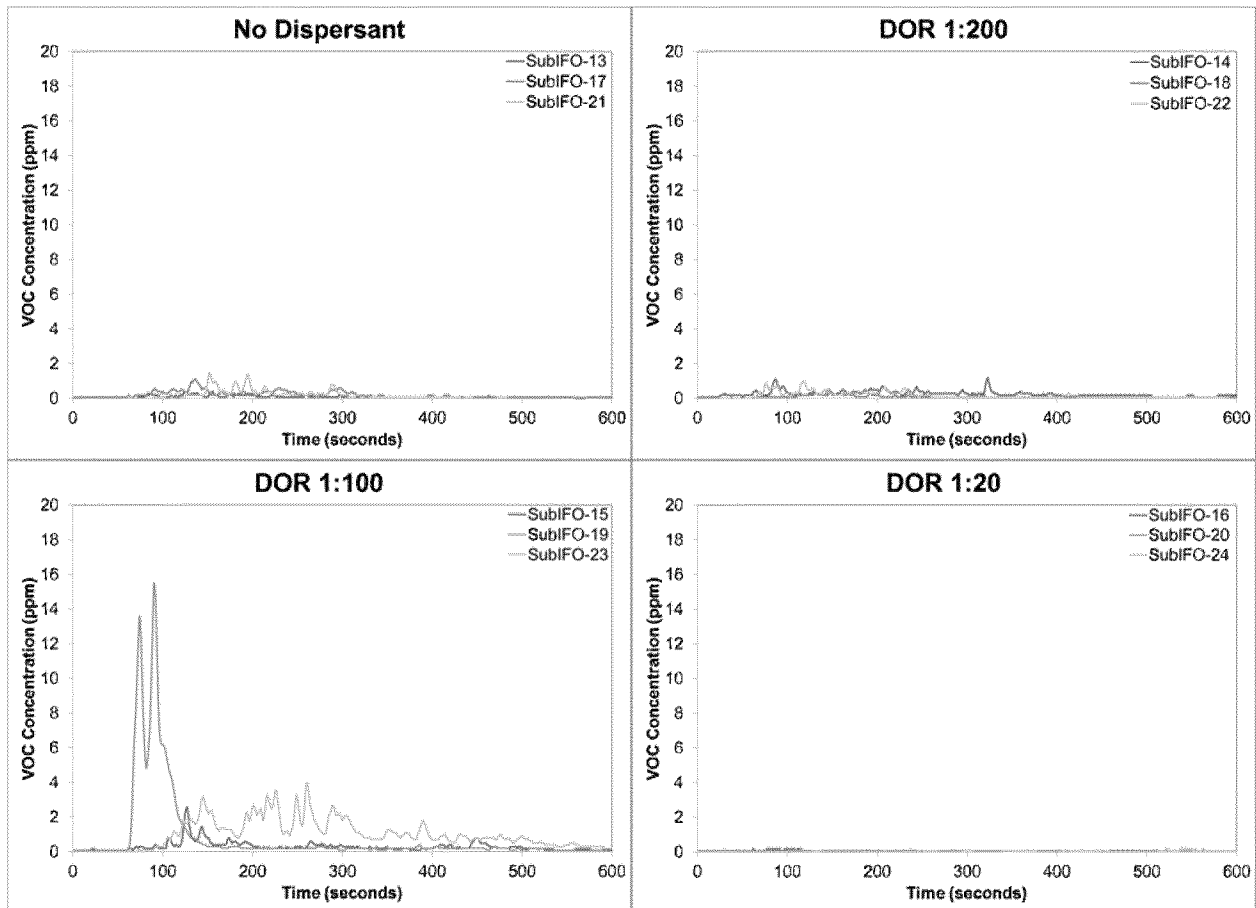 No Dispersant
20
18
16
14
12
10
8
6
4
2
0
VOC Concentration (ppm)
SubIFO-13
SubIFO-17
SubIFO-21
0 100 200 300 400 500 600
Time (seconds)
DOR 1:200
20
18
16
14
12
10
8
6
4
2
0
VOC Concentration (ppm)
SubIFO-14
SubIFO-18
SubIFO-22
0 100 200 300 400 500 600
Time (seconds)
DOR 1:100
20
18
16
14
12
10
8
6
4
2
0
VOC Concentration (ppm)
SubIFO-15
SubIFO-19
SubIFO-23
0 100 200 300 400 500 600
Time (seconds)
DOR 1:20
20
18
16
14
12
10
8
6
4
2
0
VOC Concentration (ppm)
SubIFO-16
SubIFO-20
SubIFO-24
0 100 200 300 400 500 600
Time (seconds)